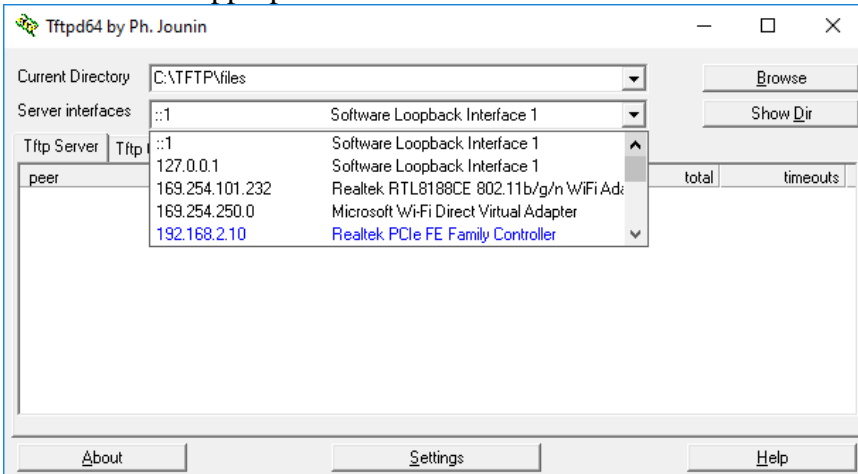 Tftpd64 by Ph. Jounin
Current Directory C:\TFTP\files Browse
Server interfaces ::1 Software Loopback Interface 1 Show Dir
Tftp Server Tftp
::1 Software Loopback Interface 1
127.0.0.1 Software Loopback Interface 1
peer total timeouts
169.254.101.232 Realtek RTL8188CE 802.11b/g/n WiFi Ada
169.254.250.0 Microsoft Wi-Fi Direct Virtual Adapter
192.168.2.10 Realtek PCIe FE Family Controller
About Settings Help